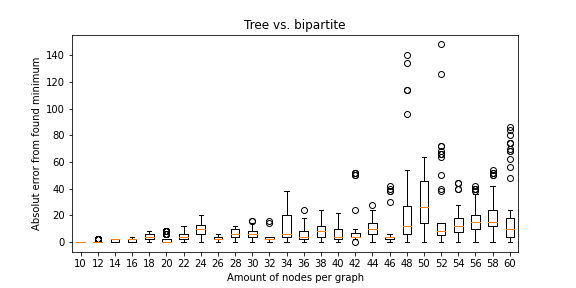 Tree vs. bipartite
140
120
100
80
60
40
20
0
Absolut error from found minimum
10 12 14 16 18 20 22 24 26 28 30 32 34 36 38 40 42 44 46 48 50 52 54 56 58 60
Amount of nodes per graph